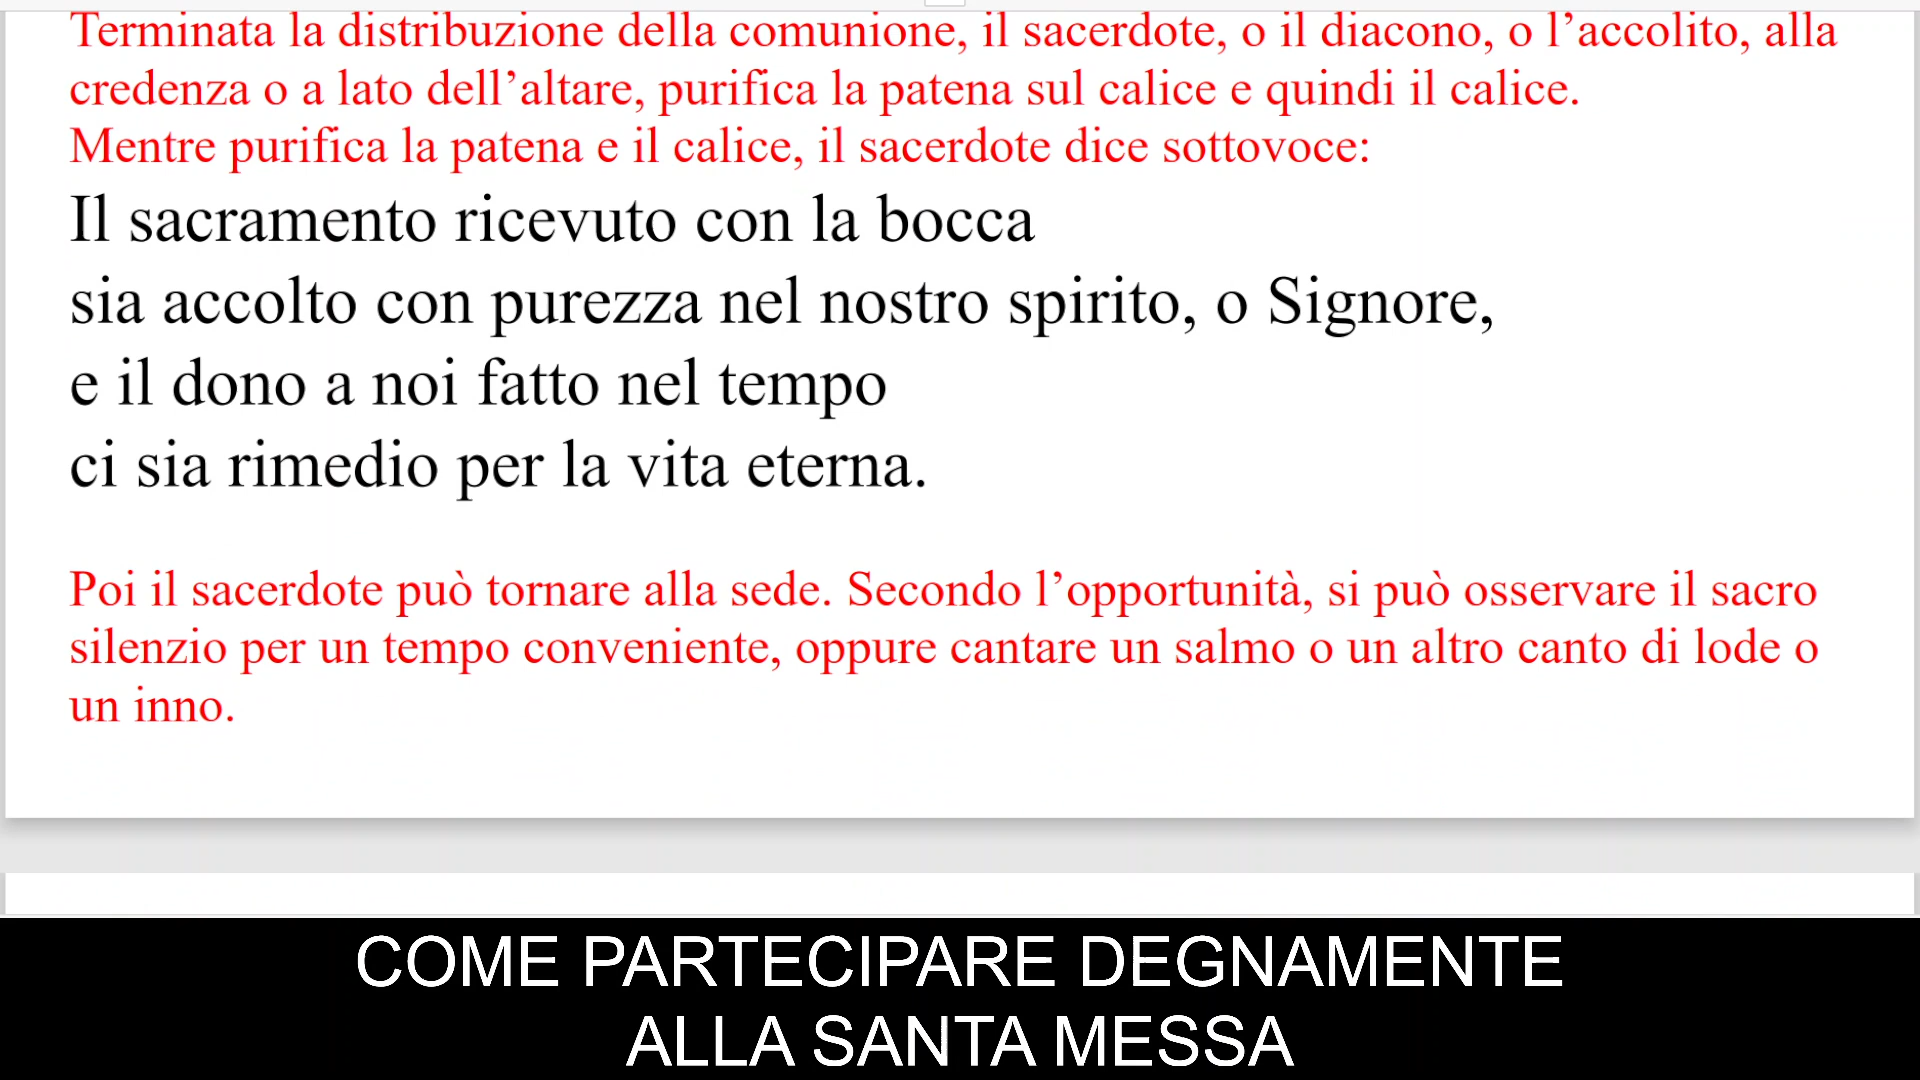 Terminata la distribuzione della comunione, il sacerdote, o il diacono, o l’accolito, alla
credenza o a lato dell’altare, purifica la patena sul calice e quindi il calice.
Mentre purifica la patena e il calice, il sacerdote dice sottovoce:
Il sacramento ricevuto con la bocca
sia accolto con purezza nel nostro spirito, o Signore,
e il dono a noi fatto nel tempo
ci sia rimedio per la vita eterna.
Poi il sacerdote può tornare alla sede. Secondo l’opportunità, si può osservare il sacro
silenzio per un tempo conveniente, oppure cantare un salmo o un altro canto di lode o
un inno.
COME PARTECIPARE DEGNAMENTE
ALLA SANTA MESSA